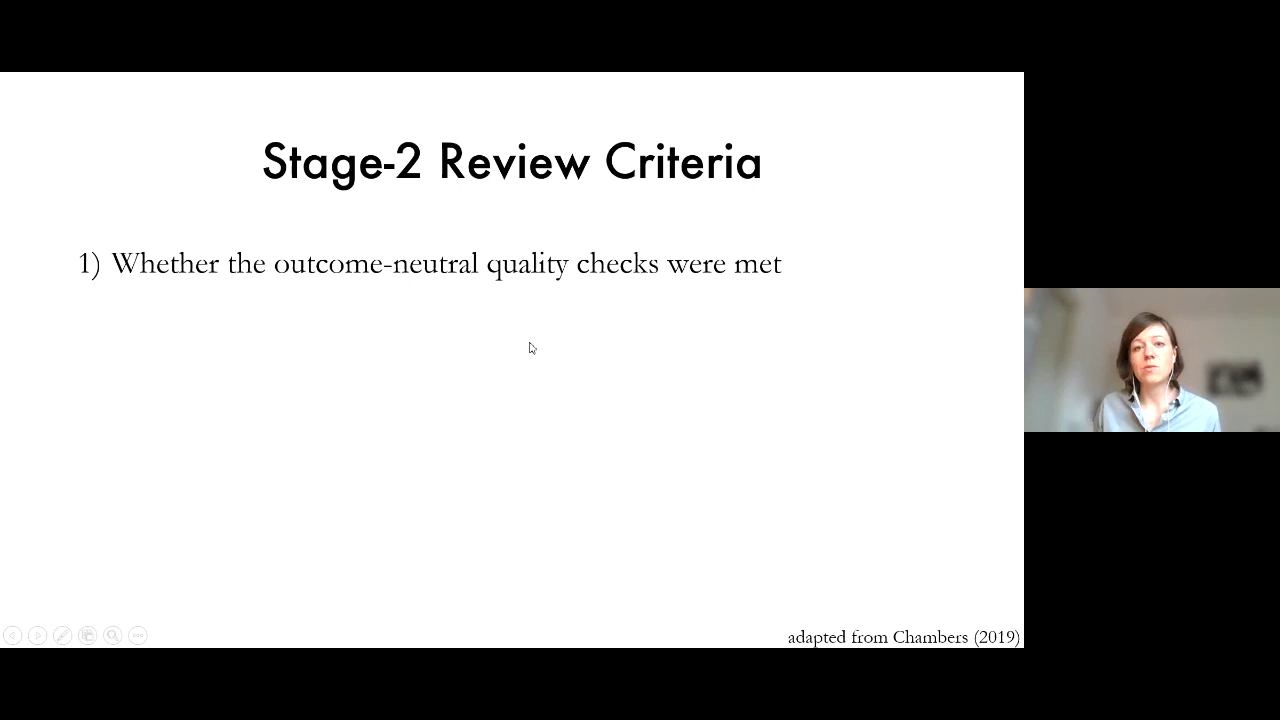 Stage-2 Review Criteria
1) Whether the outcome-neutral quality checks were met
adapted from Chambers (2019)